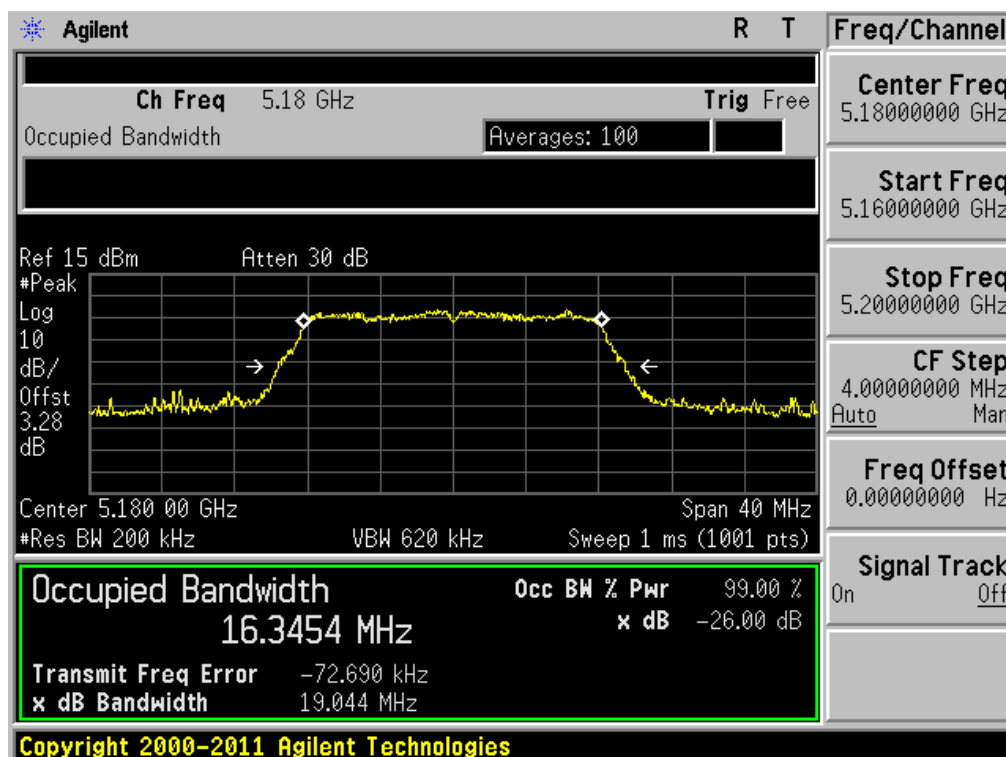 Agilent R T
Freq/Channel
Ch Freq 5.18 GHz Trig Free
Occupied Bandwidth Averages: 100
Center Freq
5.18000000 GHz
Start Freq
5.16000000 GHz
Stop Freq
5.20000000 GHz
CF Step
4.00000000 MHz
Auto Man
Freq Offset
0.00000000 Hz
Signal Track
On Off
Ref 15 dBm Atten 30 dB
#Peak
Log
10
dB/
Offst
3.28
dB
Center 5.180 00 GHz Span 40 MHz
#Res BW 200 kHz VBW 620 kHz Sweep 1 ms (1001 pts)
Occupied Bandwidth Occ BW % Pwr 99.00 %
16.3454 MHz x dB -26.00 dB
Transmit Freq Error -72.690 kHz
x dB Bandwidth 19.044 MHz
Copyright 2000-2011 Agilent Technologies